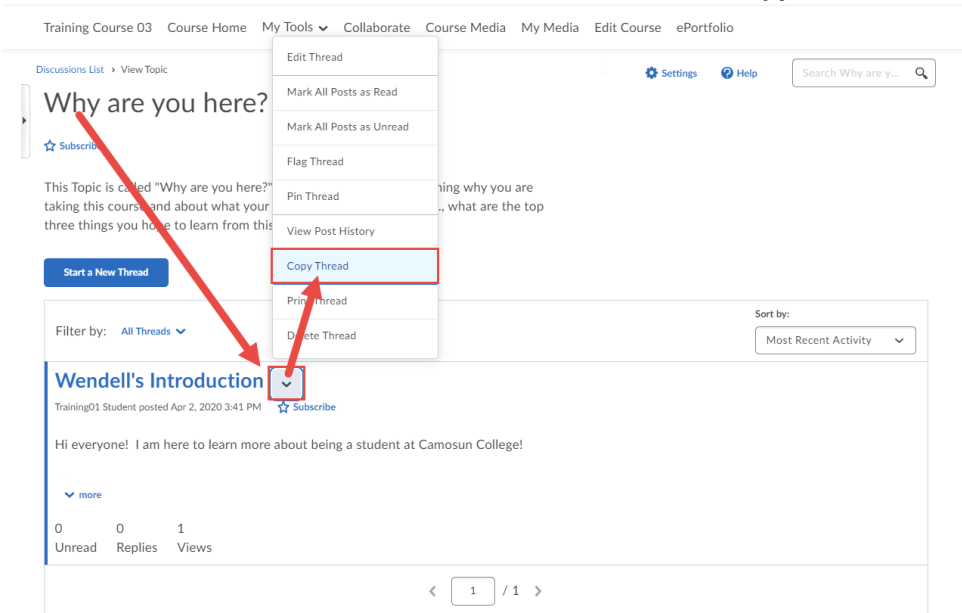 Training Course 03 Course Home My Tools Collaborate Course Media My Media Edit Course ePortfolio
Discussions List › View Topic
Settings
Help
Search Why are y...
Why are you here?
Subscribe
This Topic is called "Why are you here?" ning why you are
taking this course and about what your ., what are the top
three things you hope to learn from this
Start a New Thread
Edit Thread
Mark All Posts as Read
Mark All Posts as Unread
Flag Thread
Pin Thread
View Post History
Copy Thread
Print Thread
Delete Thread
Filter by: All Threads
Sort by:
Most Recent Activity
Wendell's Introduction
Training01 Student posted Apr 2, 2020 3:41 PM Subscribe
Hi everyone! I am here to learn more about being a student at Camosun College!
more
0 0 1
Unread Replies Views
1 / 1